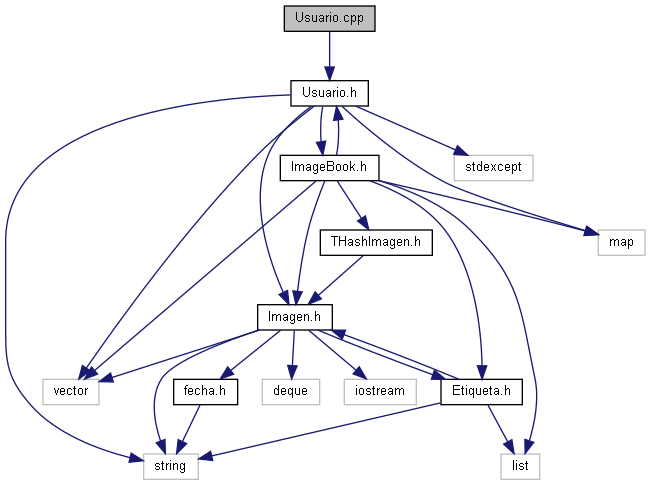 Usuario.cpp
Usuario.h
ImageBook.h
stdexcept
THashImagen.h
map
Imagen.h
vector
fecha.h
deque
iostream
Etiqueta.h
string
list